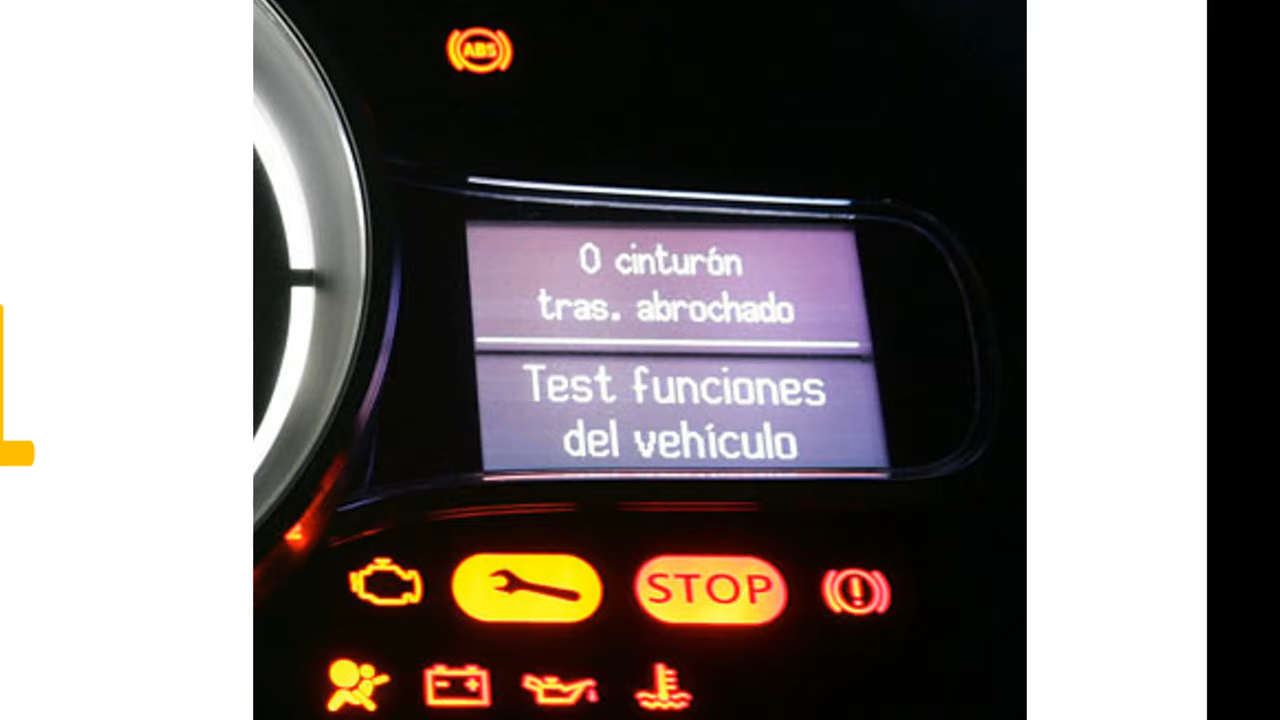 ABS
0 cinturón
tras. abrochado
Test funciones
del vehículo
STOP